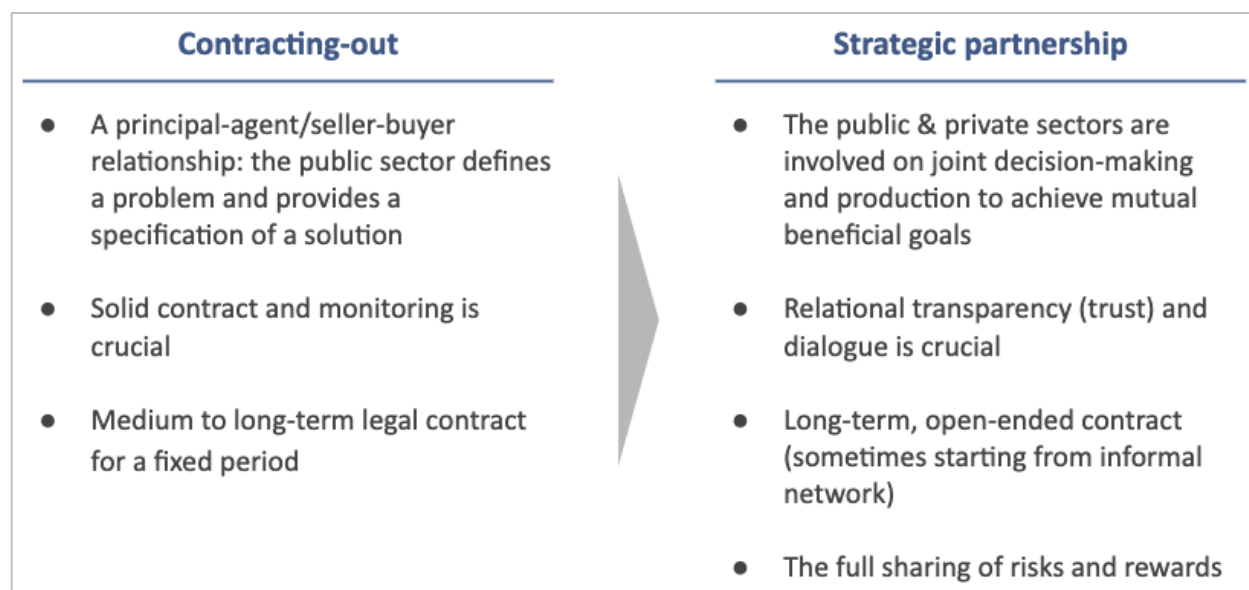 Contracting-out
● A principal-agent/seller-buyer
relationship: the public sector defines
a problem and provides a
specification of a solution
● Solid contract and monitoring is
crucial
● Medium to long-term legal contract
for a fixed period
Strategic partnership
● The public & private sectors are
involved on joint decision-making
and production to achieve mutual
beneficial goals
● Relational transparency (trust) and
dialogue is crucial
● Long-term, open-ended contract
(sometimes starting from informal
network)
● The full sharing of risks and rewards